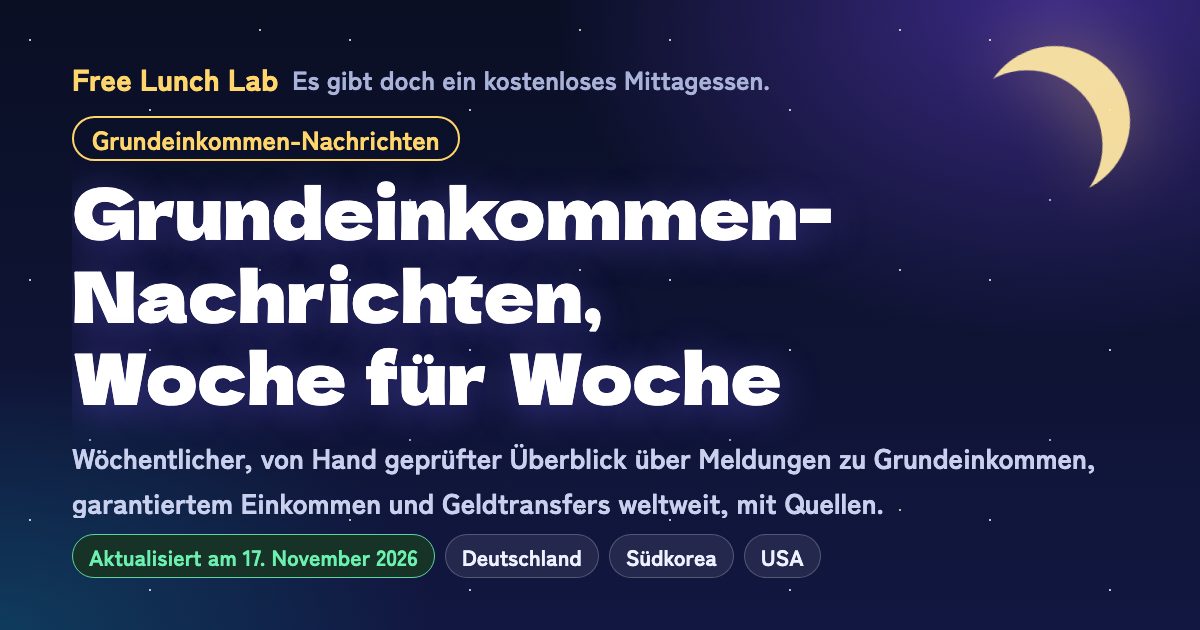 Free Lunch Lab Es gibt doch ein kostenloses Mittagessen.
Grundeinkommen-Nachrichten
Grundeinkommen-
Nachrichten,
Woche für Woche
Wöchentlicher, von Hand geprüfter Überblick über Meldungen zu Grundeinkommen,
garantiertem Einkommen und Geldtransfers weltweit, mit Quellen.
Aktualisiert am 17. November 2026 Deutschland Südkorea USA